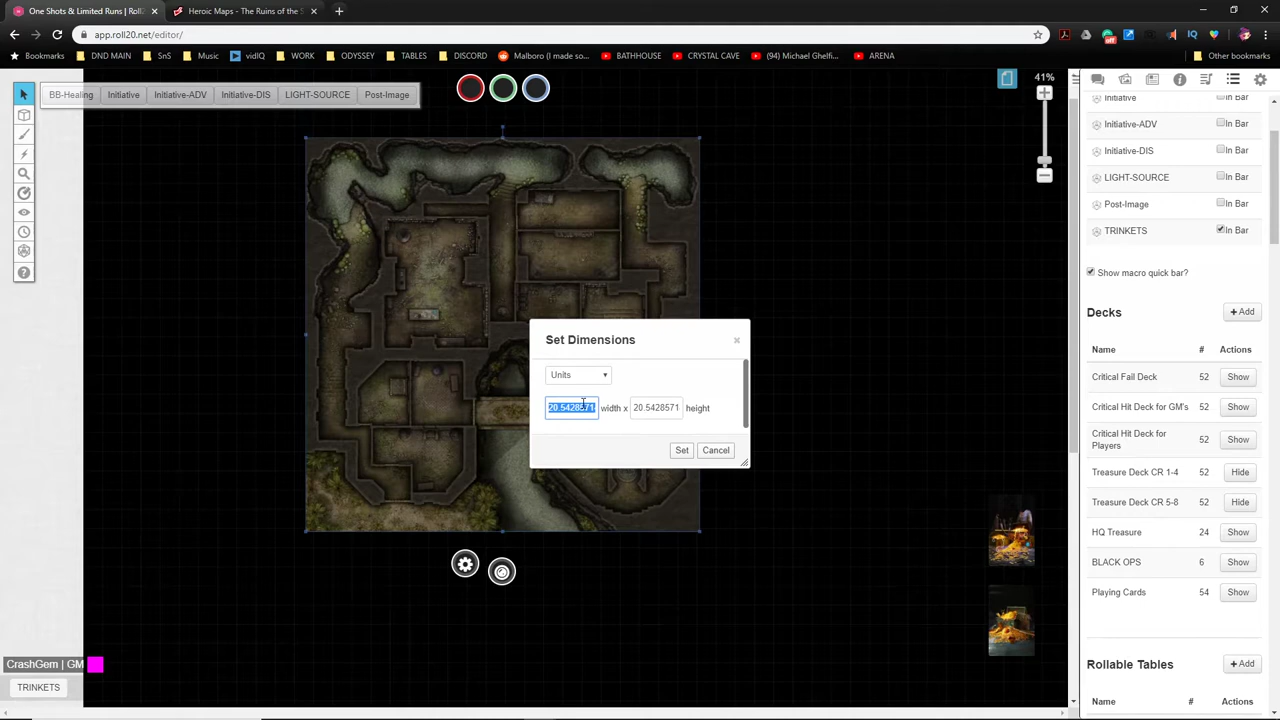 One Shots & Limited Runs | Roll20
Heroic Maps - The Ruins of the S
app.roll20.net/editor/
Bookmarks
DND MAIN
SnS
Music
vidIQ
WORK
ODYSSEY
TABLES
DISCORD
Malboro (I made so...
BATHHOUSE
CRYSTAL CAVE
(94) Michael Ghelfi...
ARENA
Other bookmarks
BB-Healing
Initiative
Initiative-ADV
Initiative-DIS
LIGHT-SOURCE
Post-Image
41%
Initiative
In Bar
Initiative-ADV
In Bar
Initiative-DIS
In Bar
LIGHT-SOURCE
In Bar
Post-Image
In Bar
TRINKETS
In Bar
Show macro quick bar?
Decks
+ Add
Name # Actions
Critical Fail Deck 52 Show
Critical Hit Deck for GM's 52 Show
Critical Hit Deck for
Players 52 Show
Treasure Deck CR 1-4 52 Hide
Treasure Deck CR 5-8 52 Hide
HQ Treasure 24 Show
BLACK OPS 6 Show
Playing Cards 54 Show
Rollable Tables
+ Add
Name # Actions
Set Dimensions
Units
20.5428571 width x 20.5428571 height
Set
Cancel
CrashGem | GM
TRINKETS